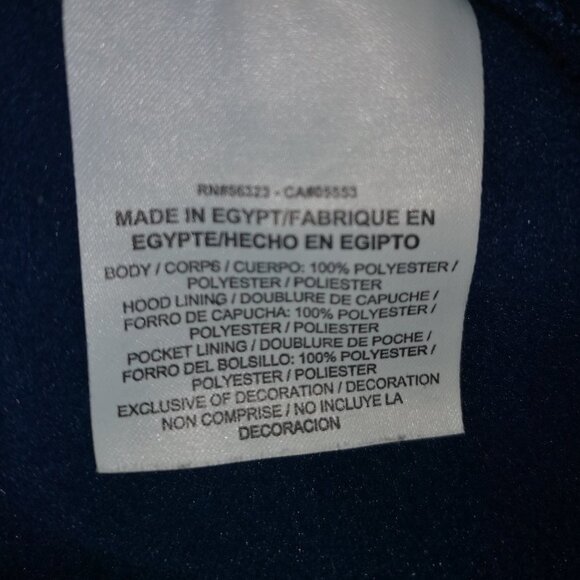 RN#56323 - CA#05553
MADE IN EGYPT/FABRIQUE EN
EGYPTE/HECHO EN EGIPTO
BODY / CORPS / CUERPO: 100% POLYESTER /
POLYESTER / POLIESTER
HOOD LINING / DOUBLURE DE CAPUCHE /
FORRO DE CAPUCHA: 100% POLYESTER /
POLYESTER / POLIESTER
POCKET LINING / DOUBLURE DE POCHE /
FORRO DEL BOLSILLO: 100% POLYESTER /
POLYESTER / POLIESTER
EXCLUSIVE OF DECORATION / DECORATION
NON COMPRISE / NO INCLUYE LA
DECORACION